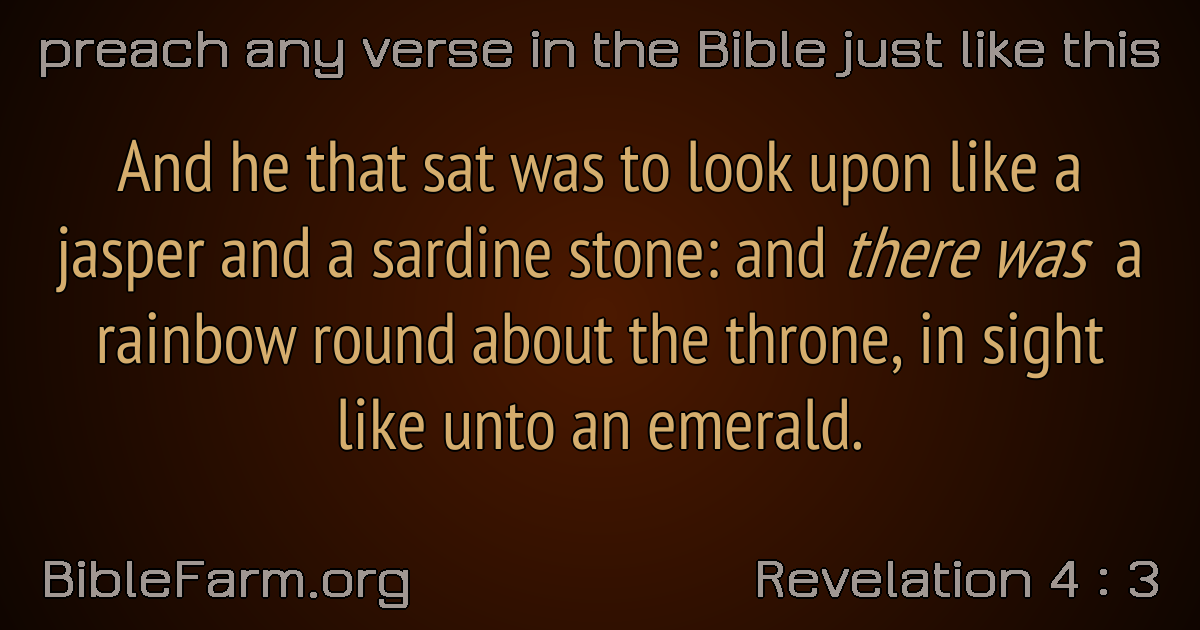 preach any verse in the Bible just like this
And he that sat was to look upon like a
jasper and a sardine stone: and there was a
rainbow round about the throne, in sight
like unto an emerald.
BibleFarm.org
Revelation 4 : 3